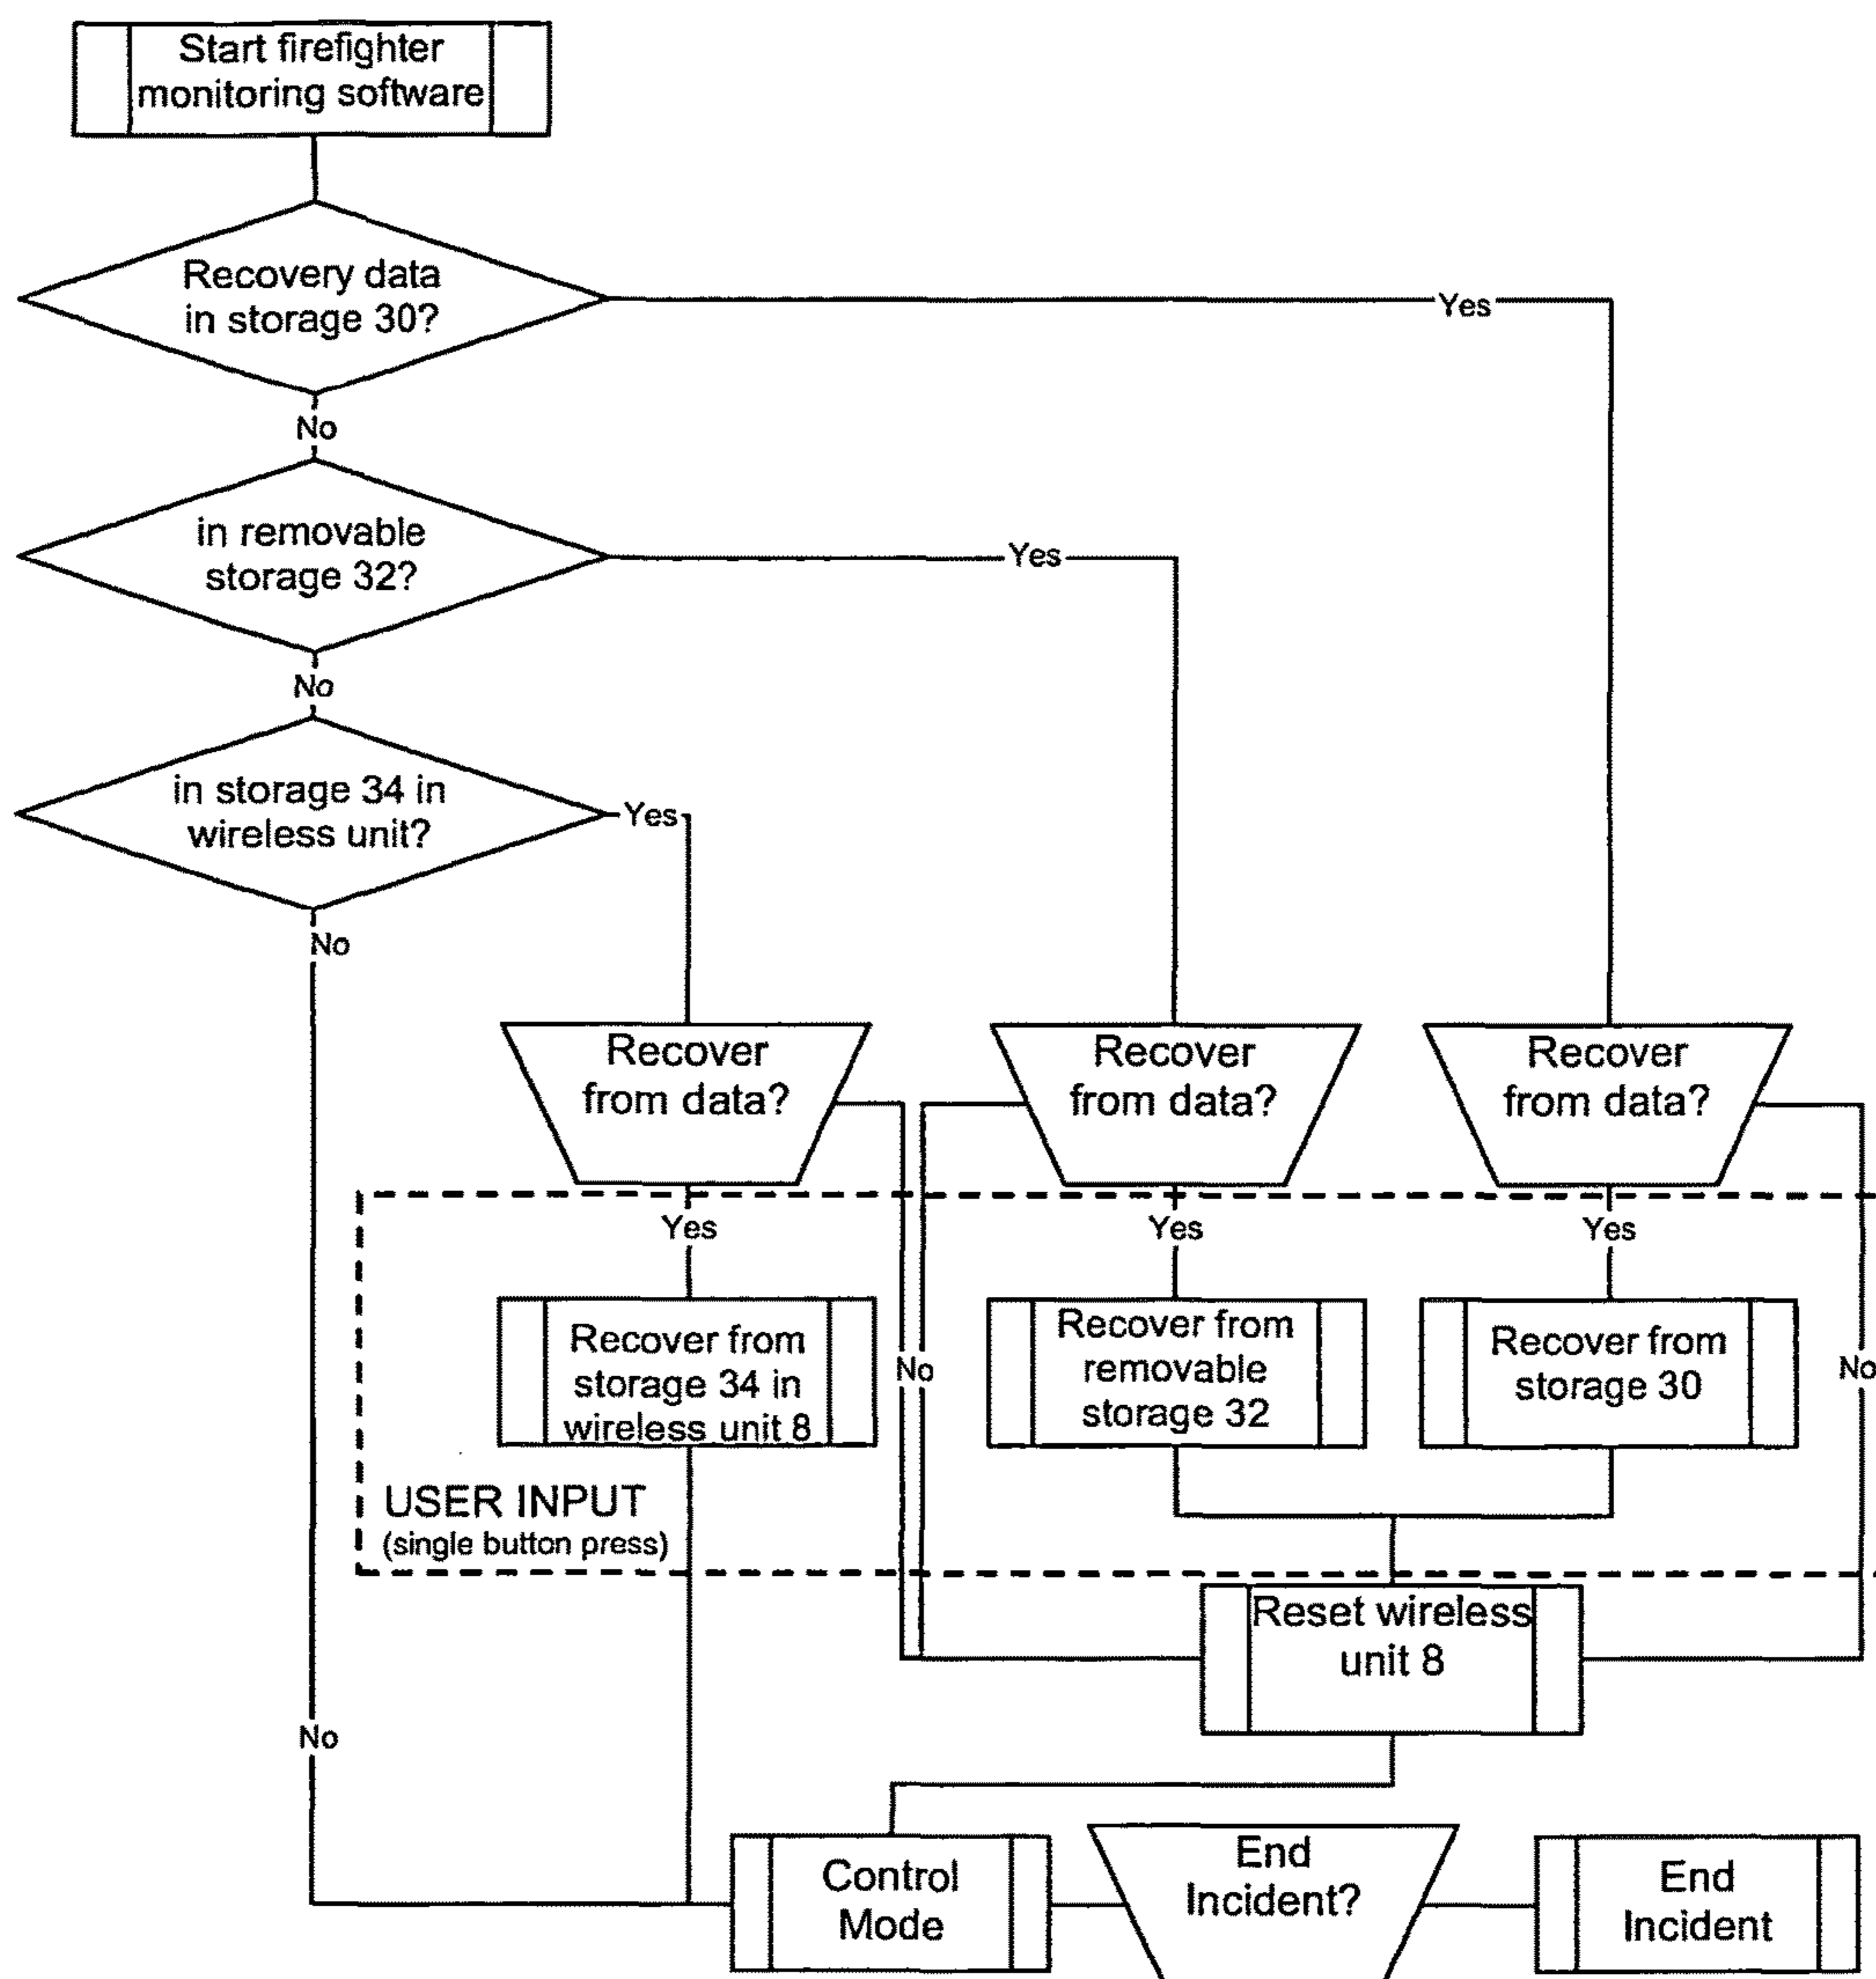 Start firefighter
monitoring software
Recovery data
in storage 30?
Yes
No
in removable
storage 32?
Yes
No
in storage 34 in
wireless unit?
Yes
No
Recover
from data?
Recover
from data?
Recover
from data?
Yes
Yes
Yes
Recover from
storage 34 in
wireless unit 8
No
Recover from
removable
storage 32
Recover from
storage 30
No
USER INPUT
(single button press)
Reset wireless
unit 8
No
Control
Mode
End
Incident?
End
Incident